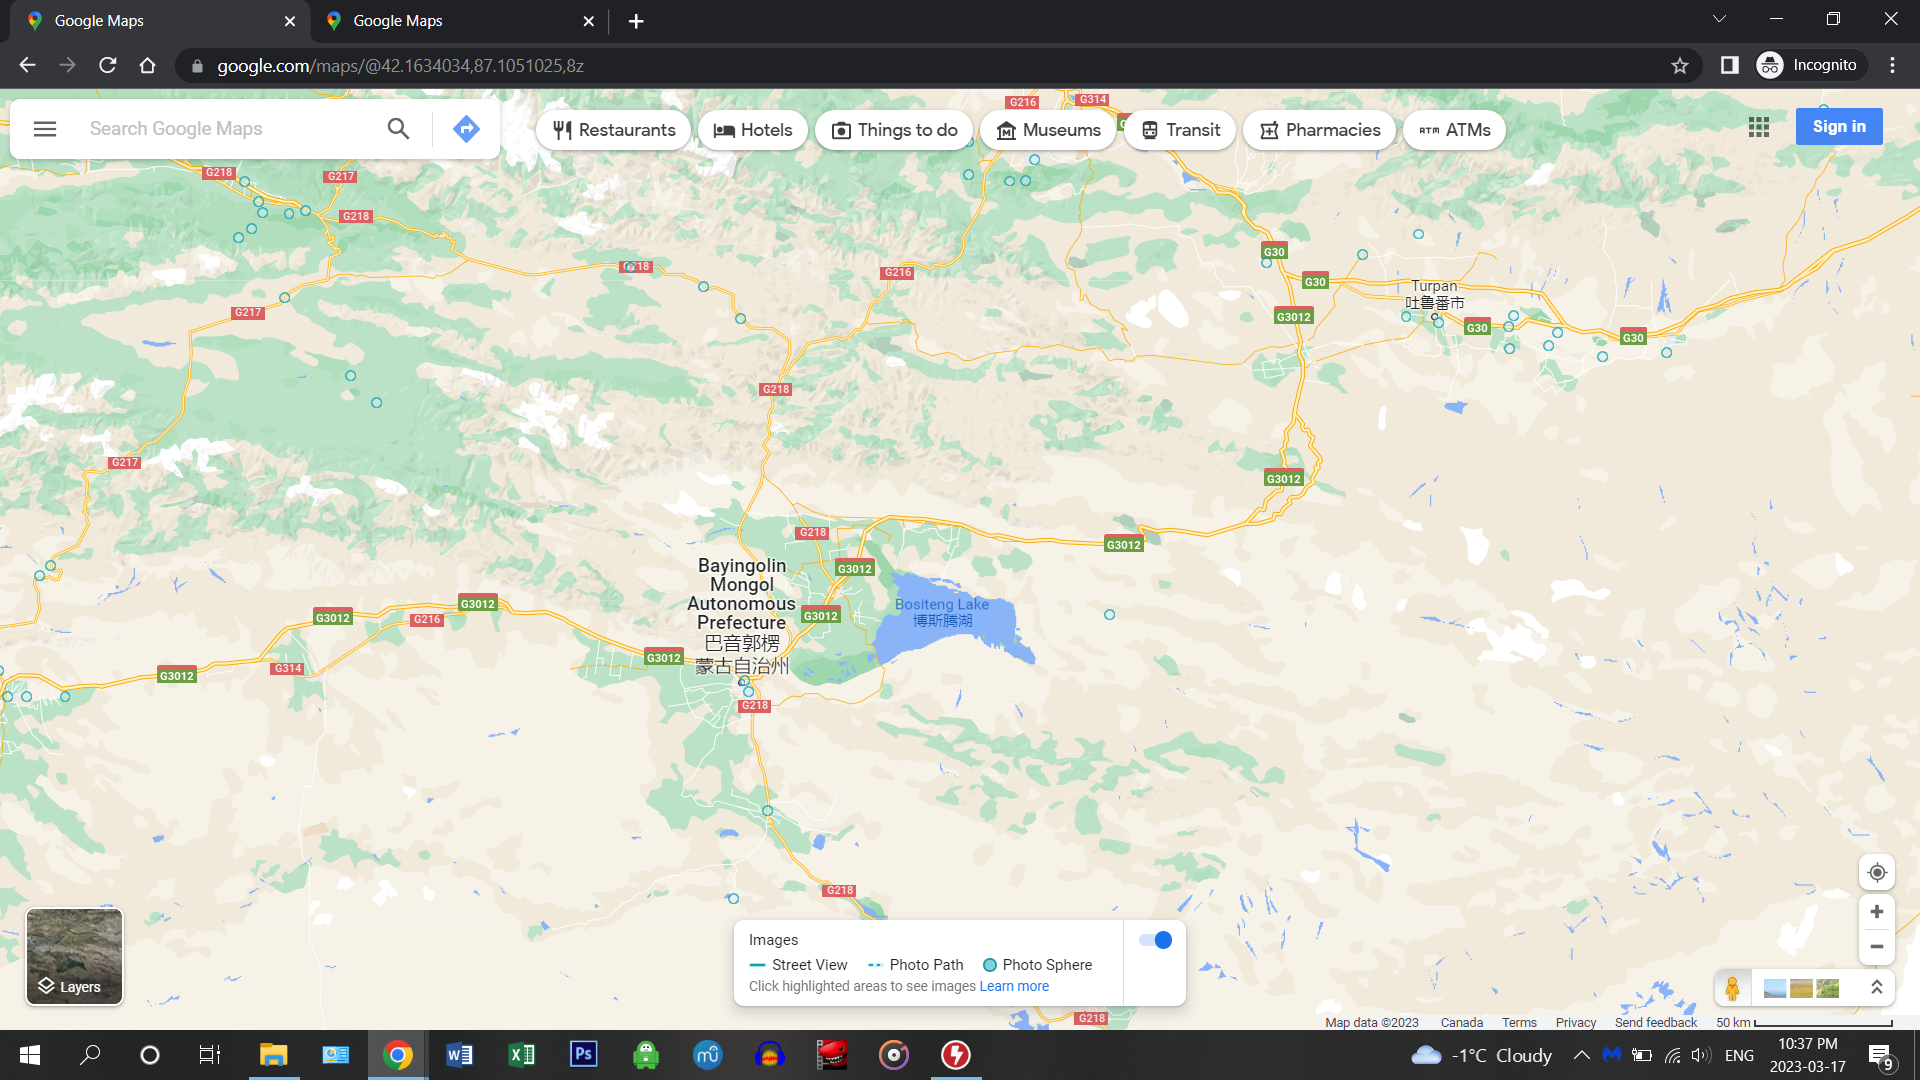 Google Maps
Google Maps
google.com/maps/@42.1634034,87.1051025,8z
Incognito
Search Google Maps
Restaurants
Hotels
Things to do
Museums
Transit
Pharmacies
ATM ATMs
Sign in
G216
G314
G218
G217
G218
G218
G216
G30
G30
G217
G3012
Turpan
吐鲁番市
G30
G30
G218
G217
G3012
G218
G3012
G3012
Bayingolin
Mongol
Autonomous
Prefecture
巴音郭楞
蒙古自治州
Bositeng Lake
博斯腾湖
G3012
G3012
G216
G3012
G3012
G314
G3012
G218
G218
G218
Layers
Images
Street View
Photo Path
Photo Sphere
Click highlighted areas to see images Learn more
Map data ©2023
Canada
Terms
Privacy
Send feedback
50 km
-1°C Cloudy
ENG
10:37 PM
2023-03-17
9
W
X
Ps
mu